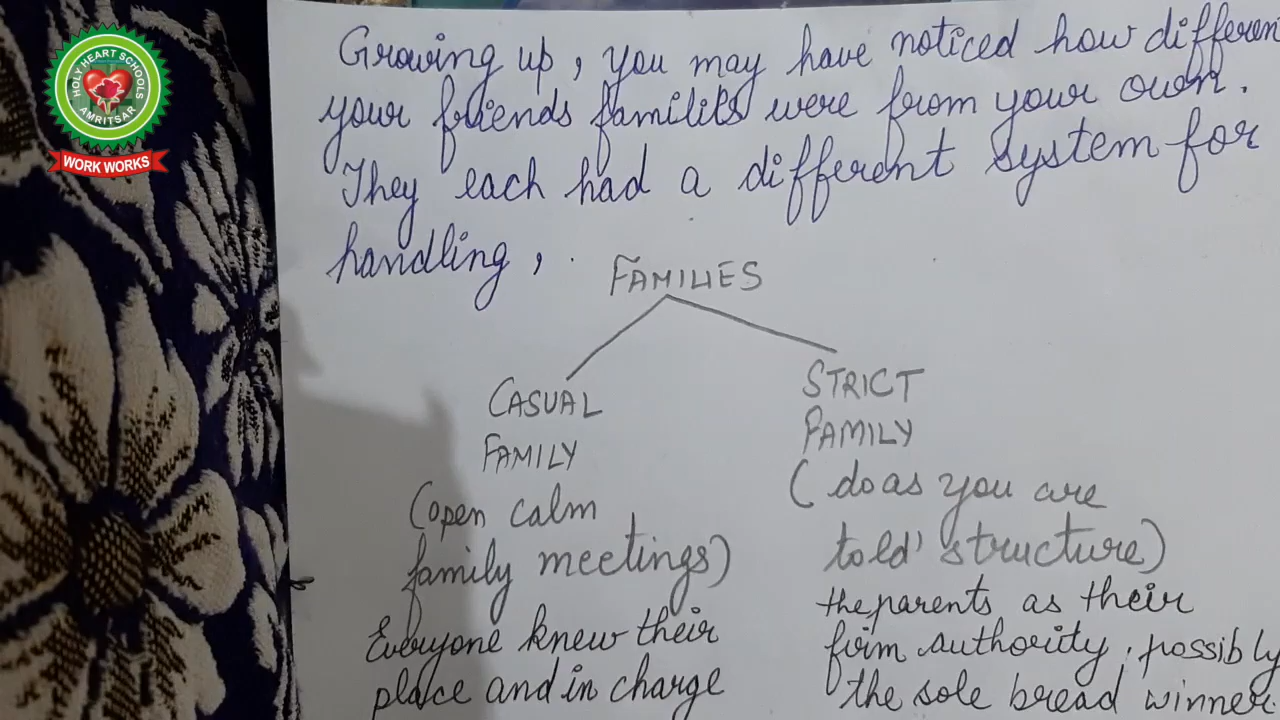 HOLY HEART SCHOOLS
AMRITSAR
WORK WORKS
Growing up, you may have noticed how differen
your friends families were from your own.
They each had a different system for
handling,
FAMILIES
CASUAL
FAMILY
(open calm
family meetings)
Everyone knew their
place and in charge
STRICT
FAMILY
( do as you are
told' structure)
the parents as their
firm authority, possibly
the sole bread winner.